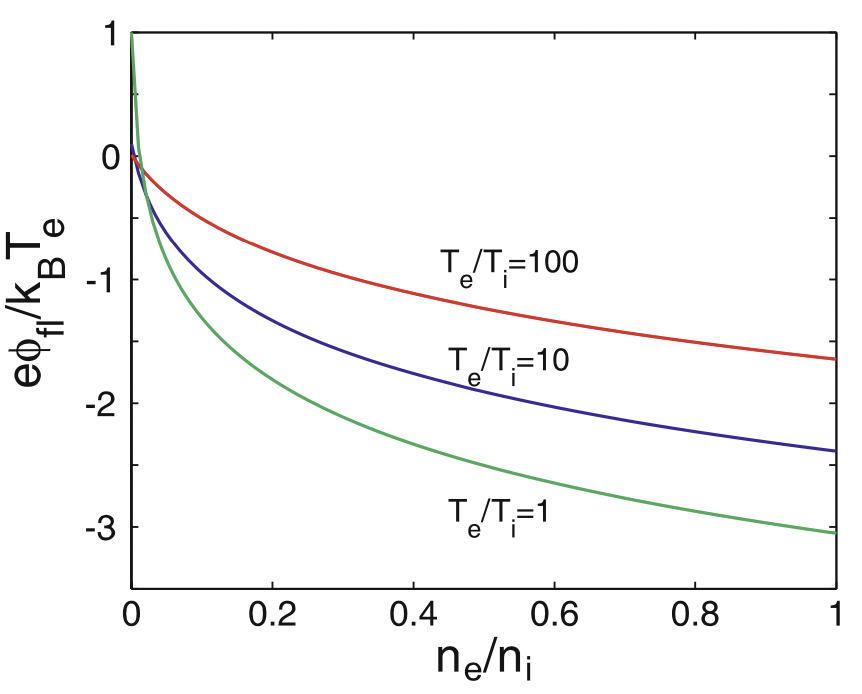 1
0
-1
-2
-3
eϕfl/kBTe
Te/Ti=100
Te/Ti=10
Te/Ti=1
0 0.2 0.4 0.6 0.8 1
ne/ni